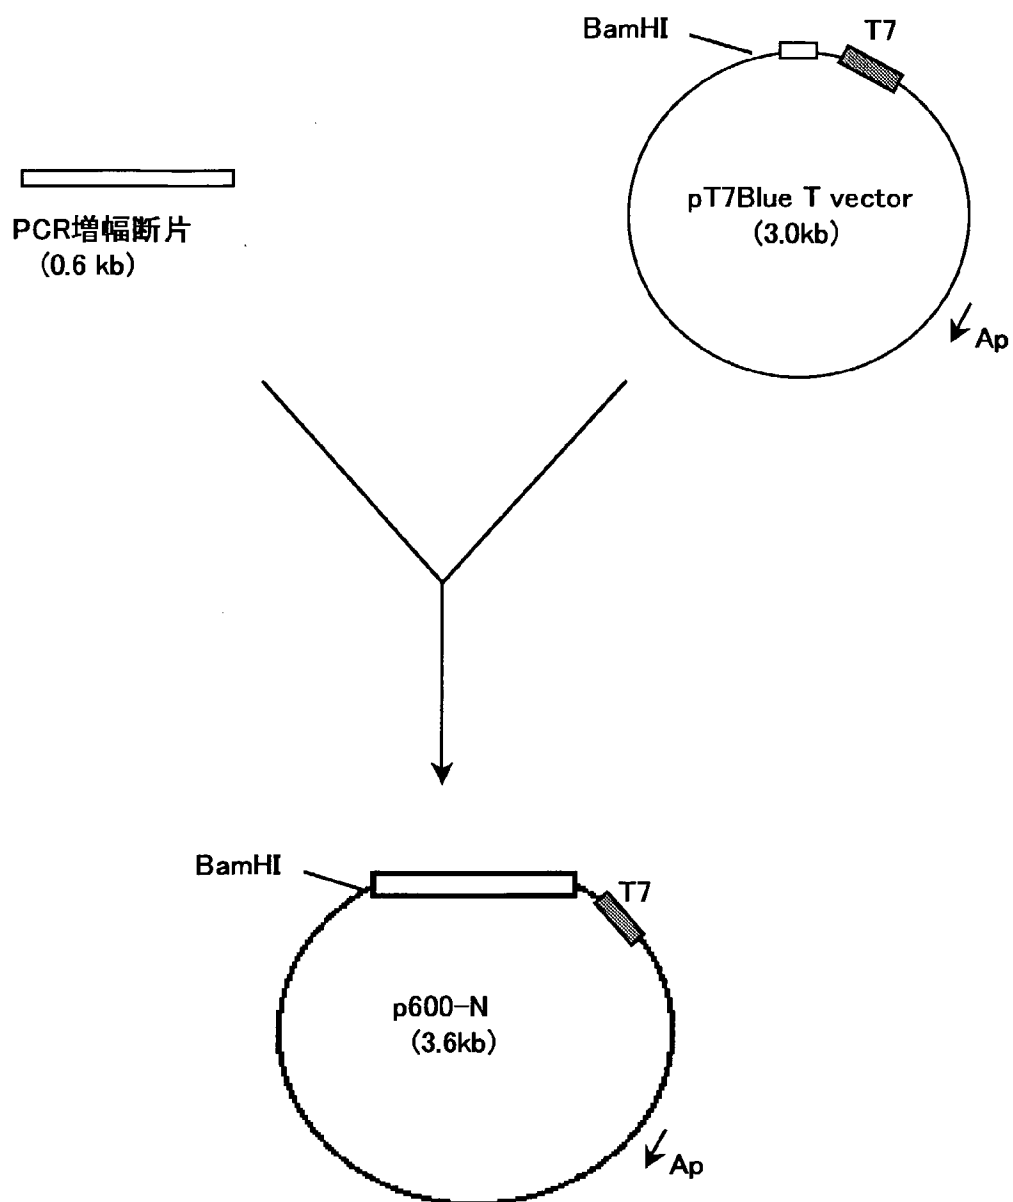 BamHI
T7
pT7Blue T vector
(3.0kb)
Ap
PCR増幅断片
(0.6 kb)
BamHI
T7
p600-N
(3.6kb)
Ap